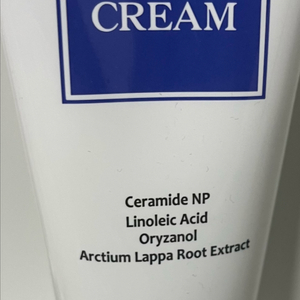 CREAM
Ceramide NP
Linoleic Acid
Oryzanol
Arctium Lappa Root Extract